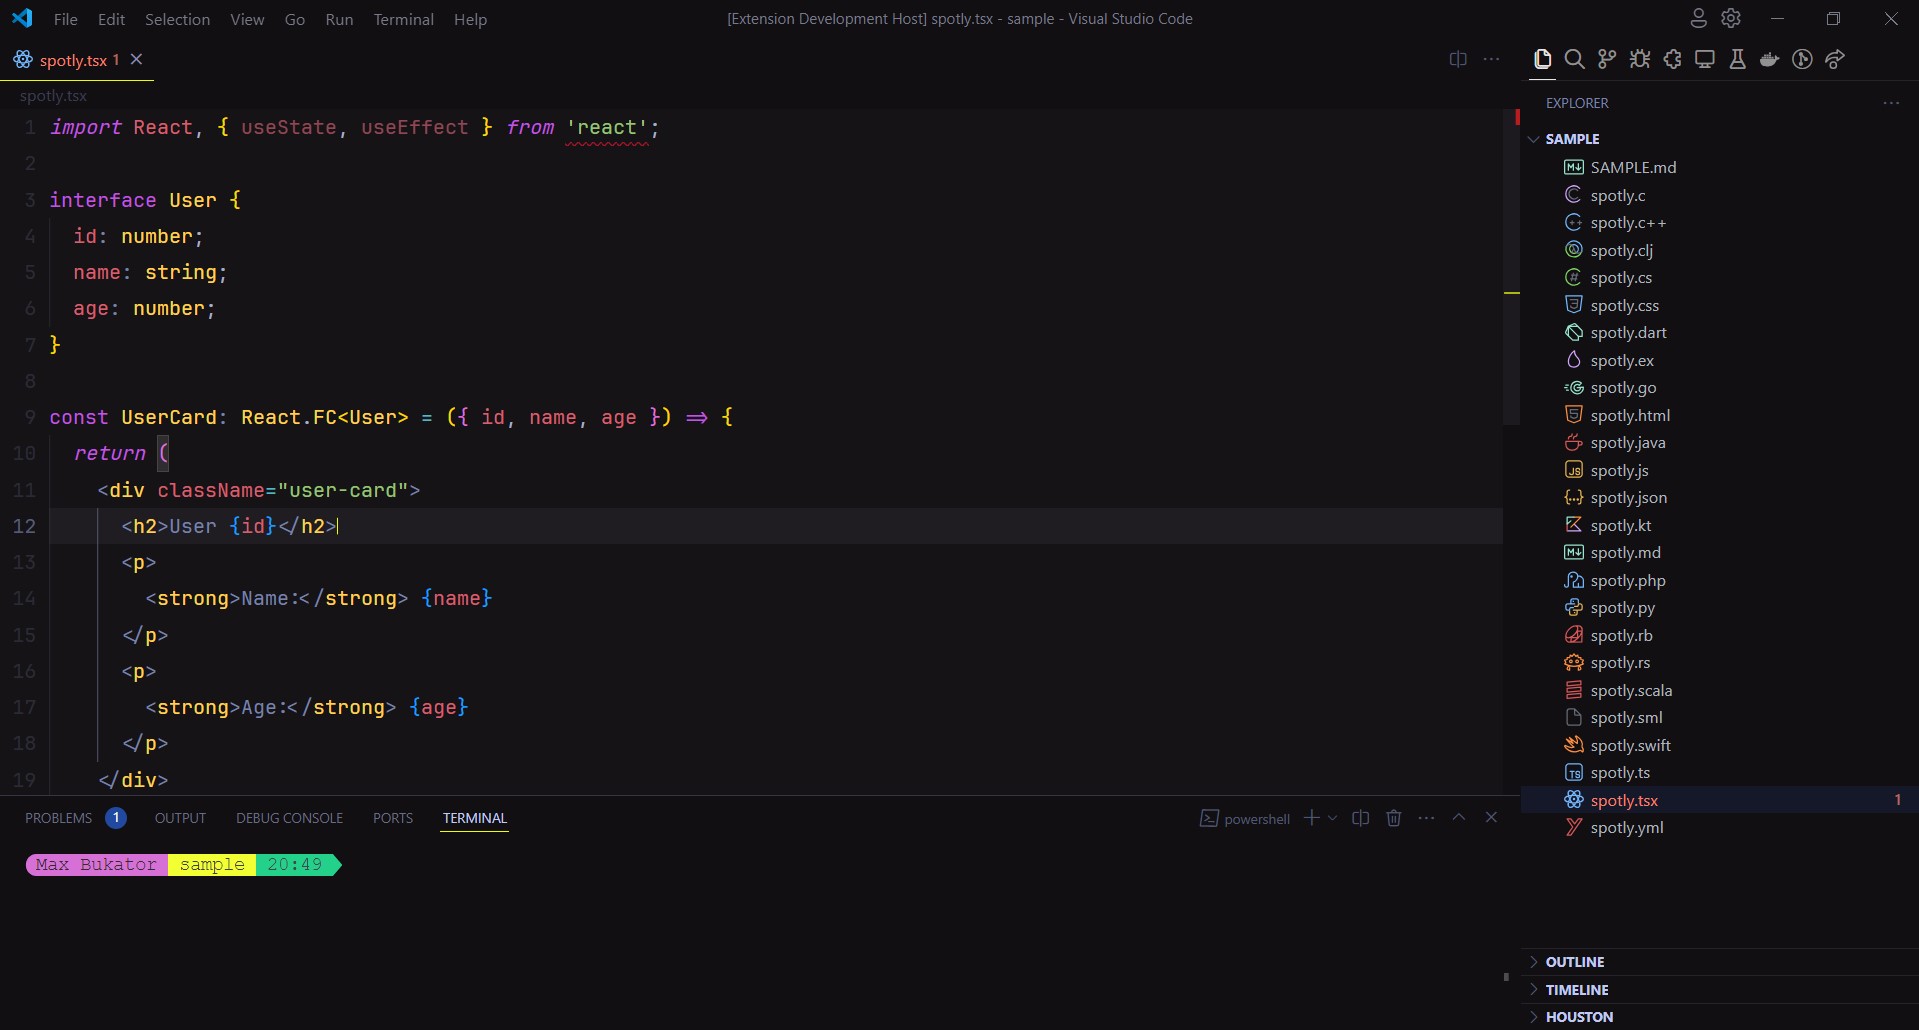 File Edit Selection View Go Run Terminal Help
[Extension Development Host] spotly.tsx - sample - Visual Studio Code
spotly.tsx 1
spotly.tsx
1 import React, { useState, useEffect } from 'react';
2
3 interface User {
4 id: number;
5 name: string;
6 age: number;
7 }
8
9 const UserCard: React.FC<User> = ({ id, name, age }) => {
10 return (
11 <div className="user-card">
12 <h2>User {id}</h2>
13 <p>
14 <strong>Name:</strong> {name}
15 </p>
16 <p>
17 <strong>Age:</strong> {age}
18 </p>
19 </div>
PROBLEMS 1 OUTPUT DEBUG CONSOLE PORTS TERMINAL
powershell
Max Bukator sample 20:49
EXPLORER
SAMPLE
SAMPLE.md
spotly.c
spotly.c++
spotly.clj
spotly.cs
spotly.css
spotly.dart
spotly.ex
spotly.go
spotly.html
spotly.java
spotly.js
spotly.json
spotly.kt
spotly.md
spotly.php
spotly.py
spotly.rb
spotly.rs
spotly.scala
spotly.sml
spotly.swift
spotly.ts
spotly.tsx 1
spotly.yml
OUTLINE
TIMELINE
HOUSTON